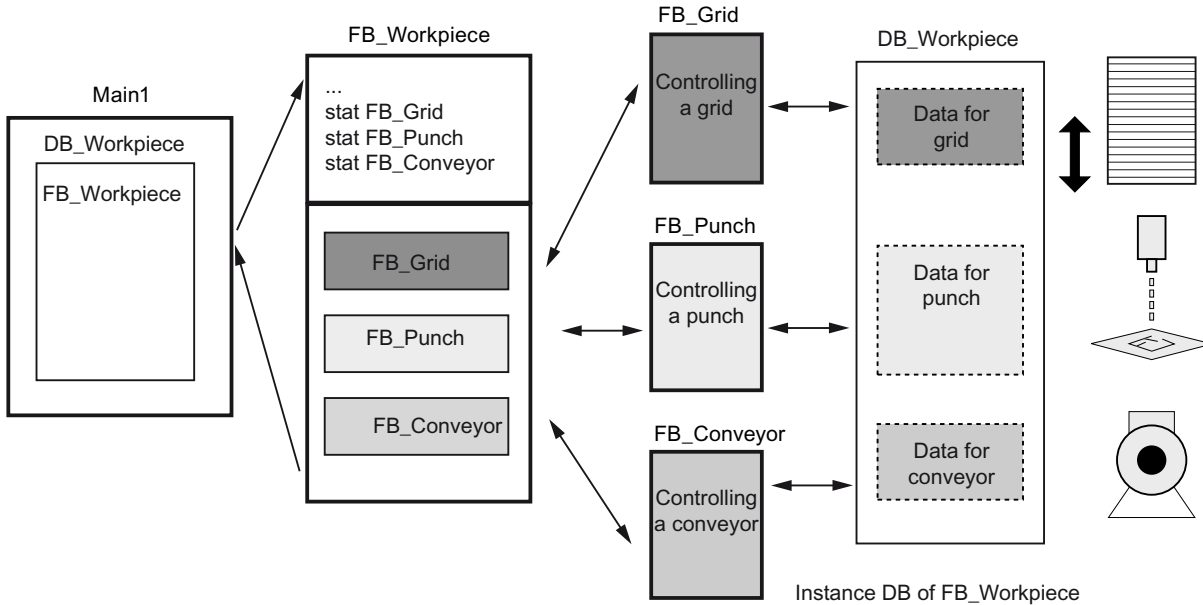 Main1
DB_Workpiece
FB_Workpiece
FB_Workpiece
...
stat FB_Grid
stat FB_Punch
stat FB_Conveyor
FB_Grid
FB_Punch
FB_Conveyor
FB_Grid
Controlling
a grid
FB_Punch
Controlling
a punch
FB_Conveyor
Controlling
a conveyor
DB_Workpiece
Data for
grid
Data for
punch
Data for
conveyor
Instance DB of FB_Workpiece